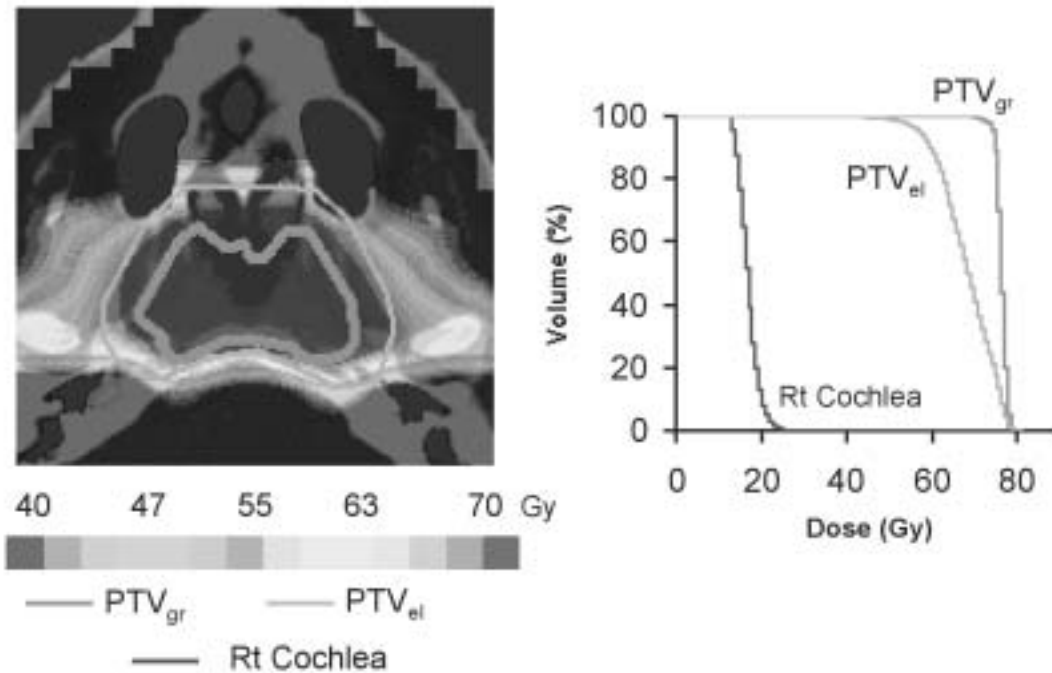 PTVgr
100
80
60
40
20
0
Volume (%)
PTVel
Rt Cochlea
0 20 40 60 80
Dose (Gy)
40 47 55 63 70 Gy
PTVgr PTVel
Rt Cochlea